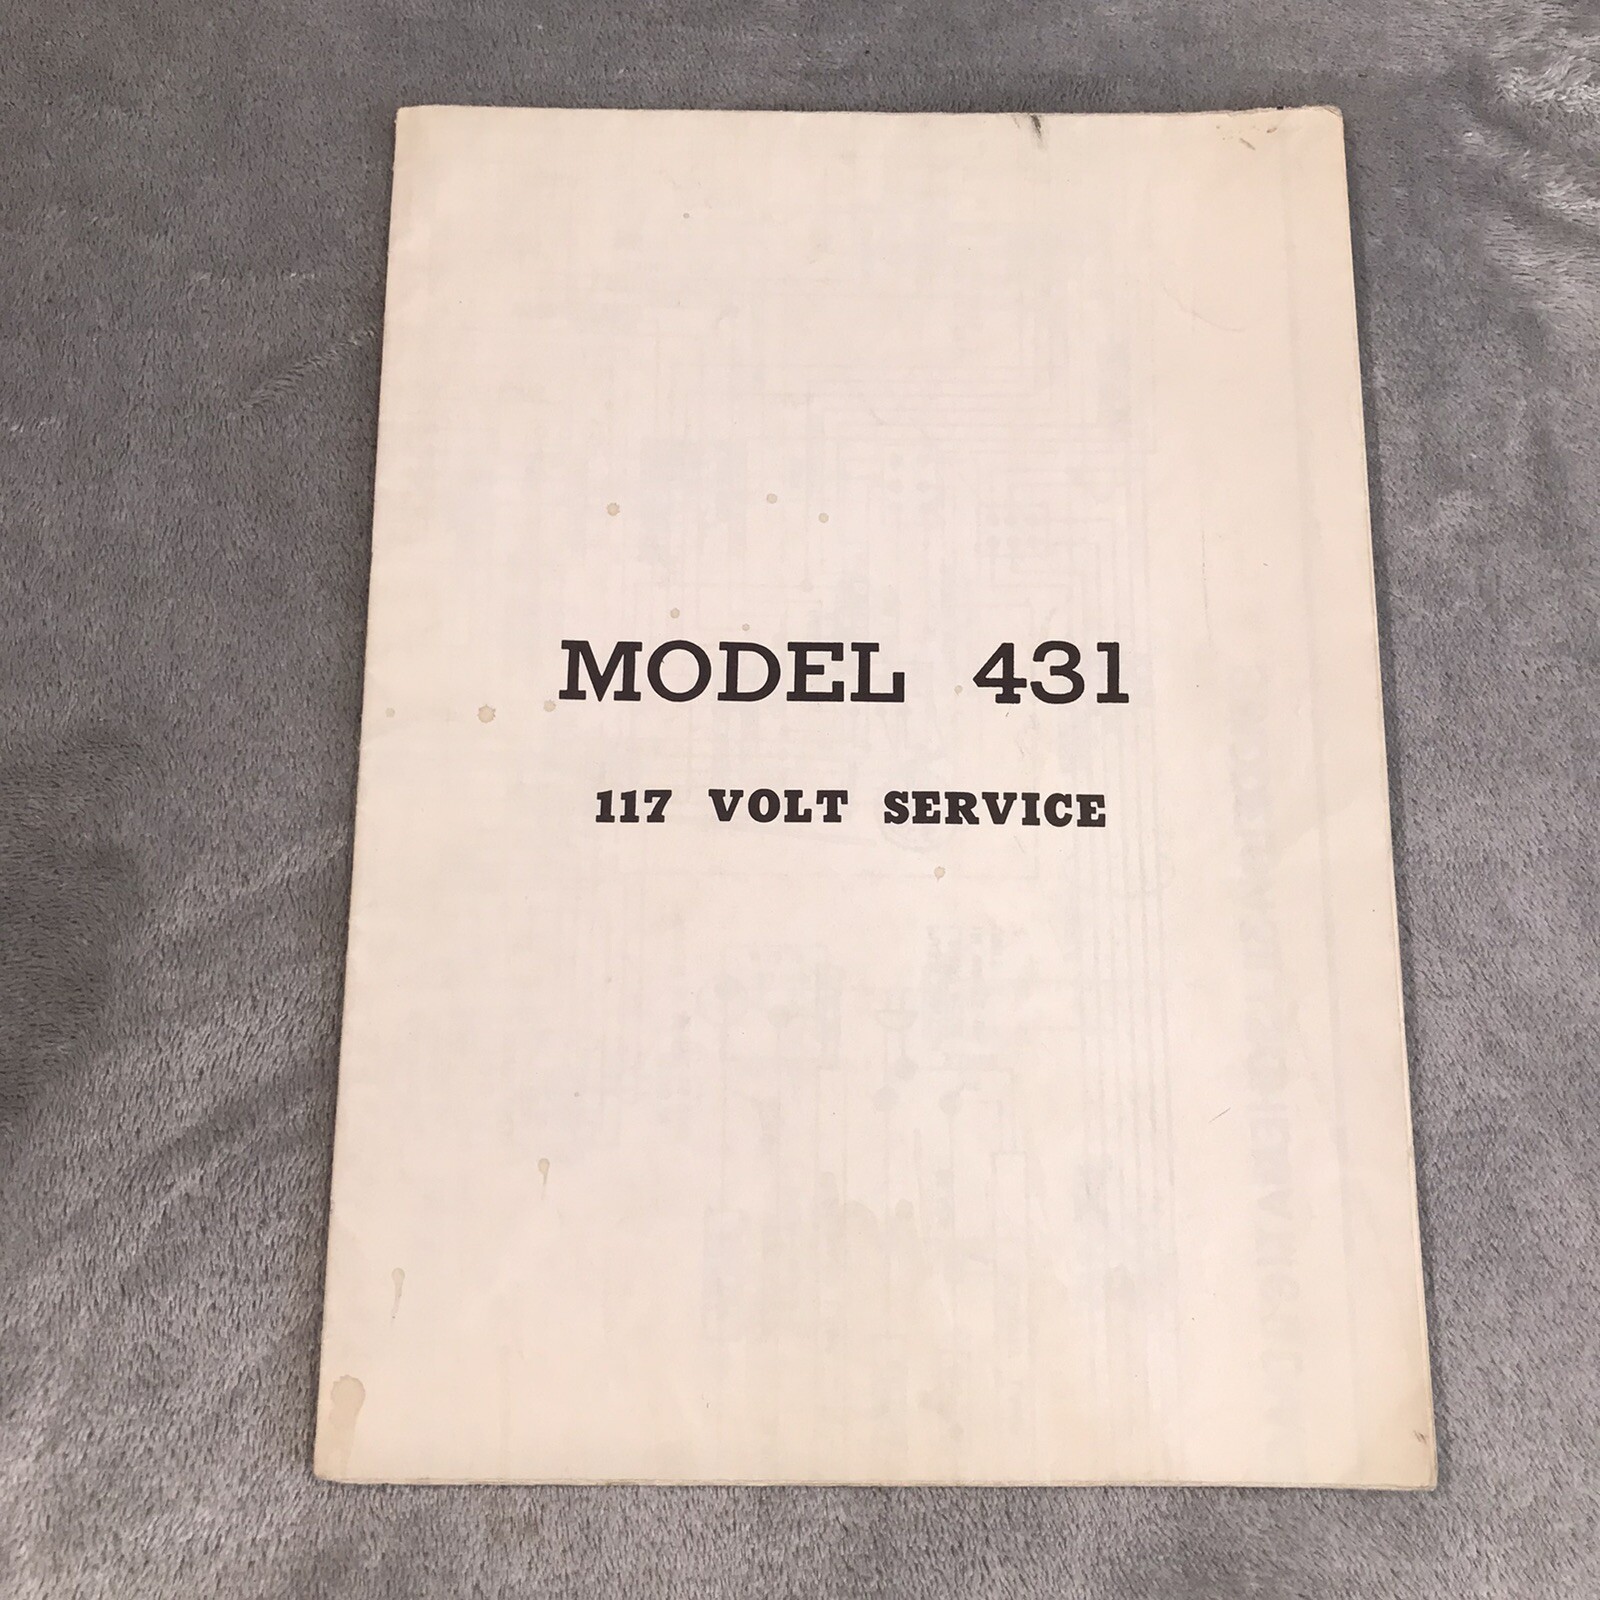 MODEL 431
117 VOLT SERVICE